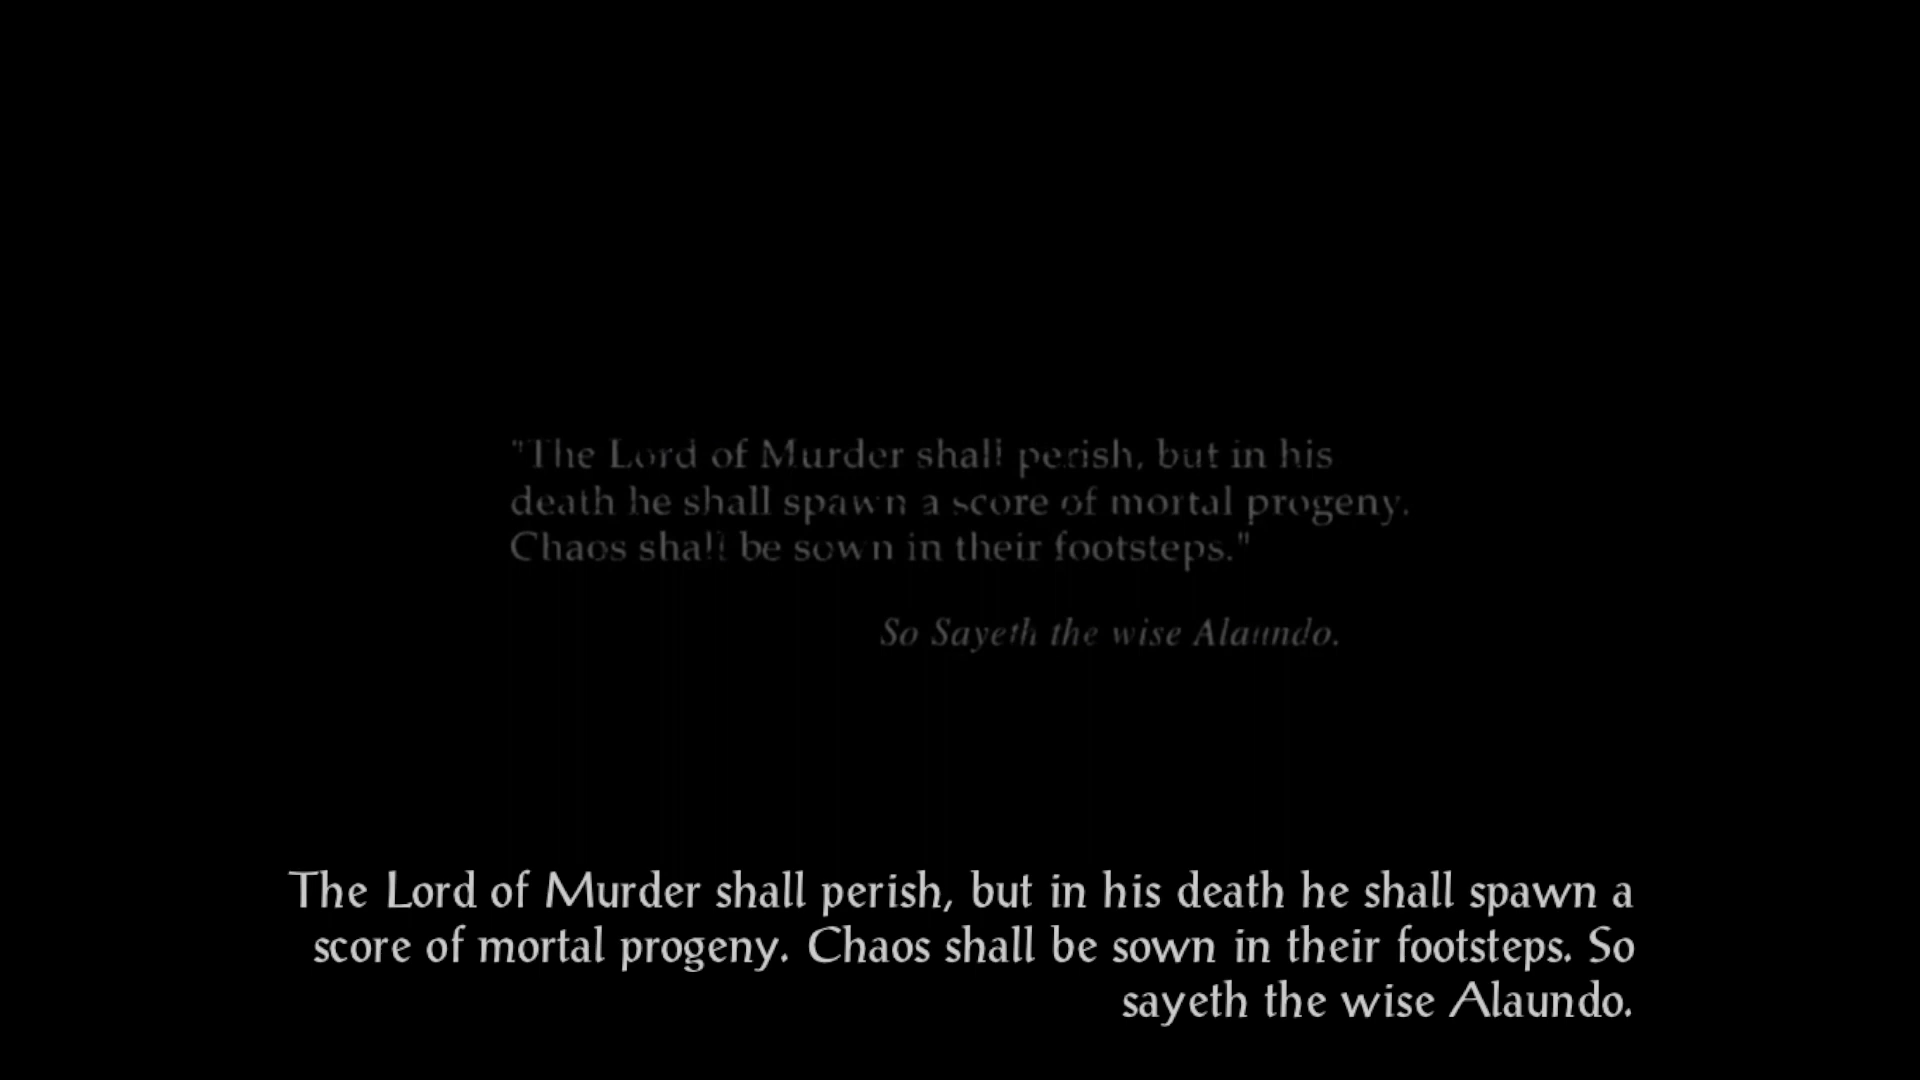 "The Lord of Murder shall perish, but in his
death he shall spawn a score of mortal progeny.
Chaos shall be sown in their footsteps."
So Sayeth the wise Alaundo.
The Lord of Murder shall perish, but in his death he shall spawn a
score of mortal progeny. Chaos shall be sown in their footsteps. So
sayeth the wise Alaundo.